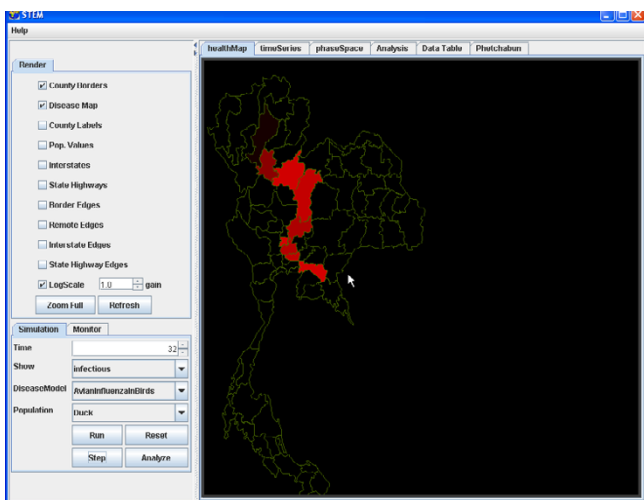 STEM
Help
healthMap timeSeries phaseSpace Analysis Data Table Phetchabun
Render
County Borders
Disease Map
County Labels
Pop. Values
Interstates
State Highways
Border Edges
Remote Edges
Interstate Edges
State Highway Edges
LogScale 1.0 gain
Zoom Full Refresh
Simulation Monitor
Time 32
Show infectious
DiseaseModel AvianInfluenzaInBirds
Population Duck
Run Reset
Step Analyze